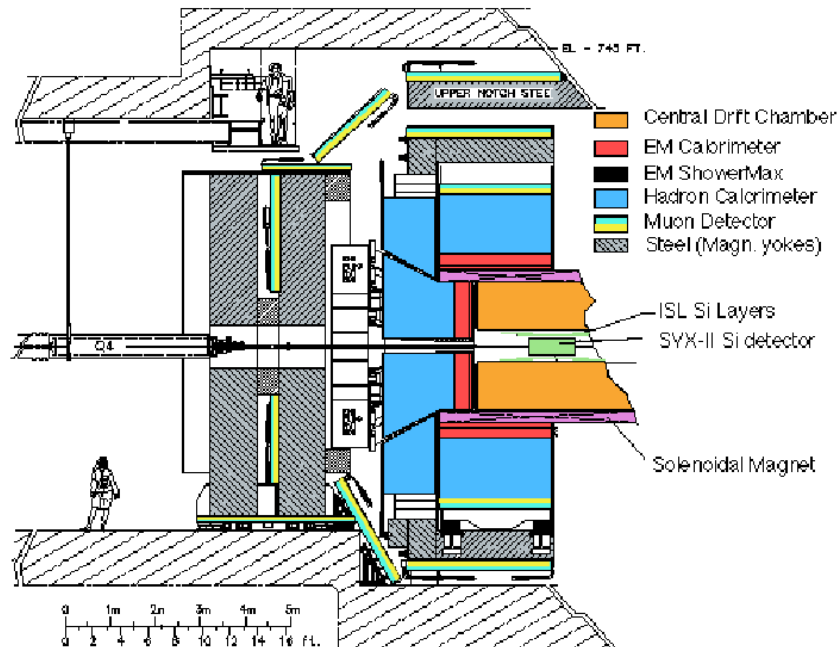 EL - 745 FT.
UPPER NOTCH STEEL
Central Drift Chamber
EM Calorimeter
EM ShowerMax
Hadron Calorimeter
Muon Detector
Steel (Magn. yokes)
ISL Si Layers
SVX-II Si detector
Q4
Solenoidal Magnet
0 1m 2m 3m 4m 5m
0 2 4 6 8 10 12 14 16 ft.